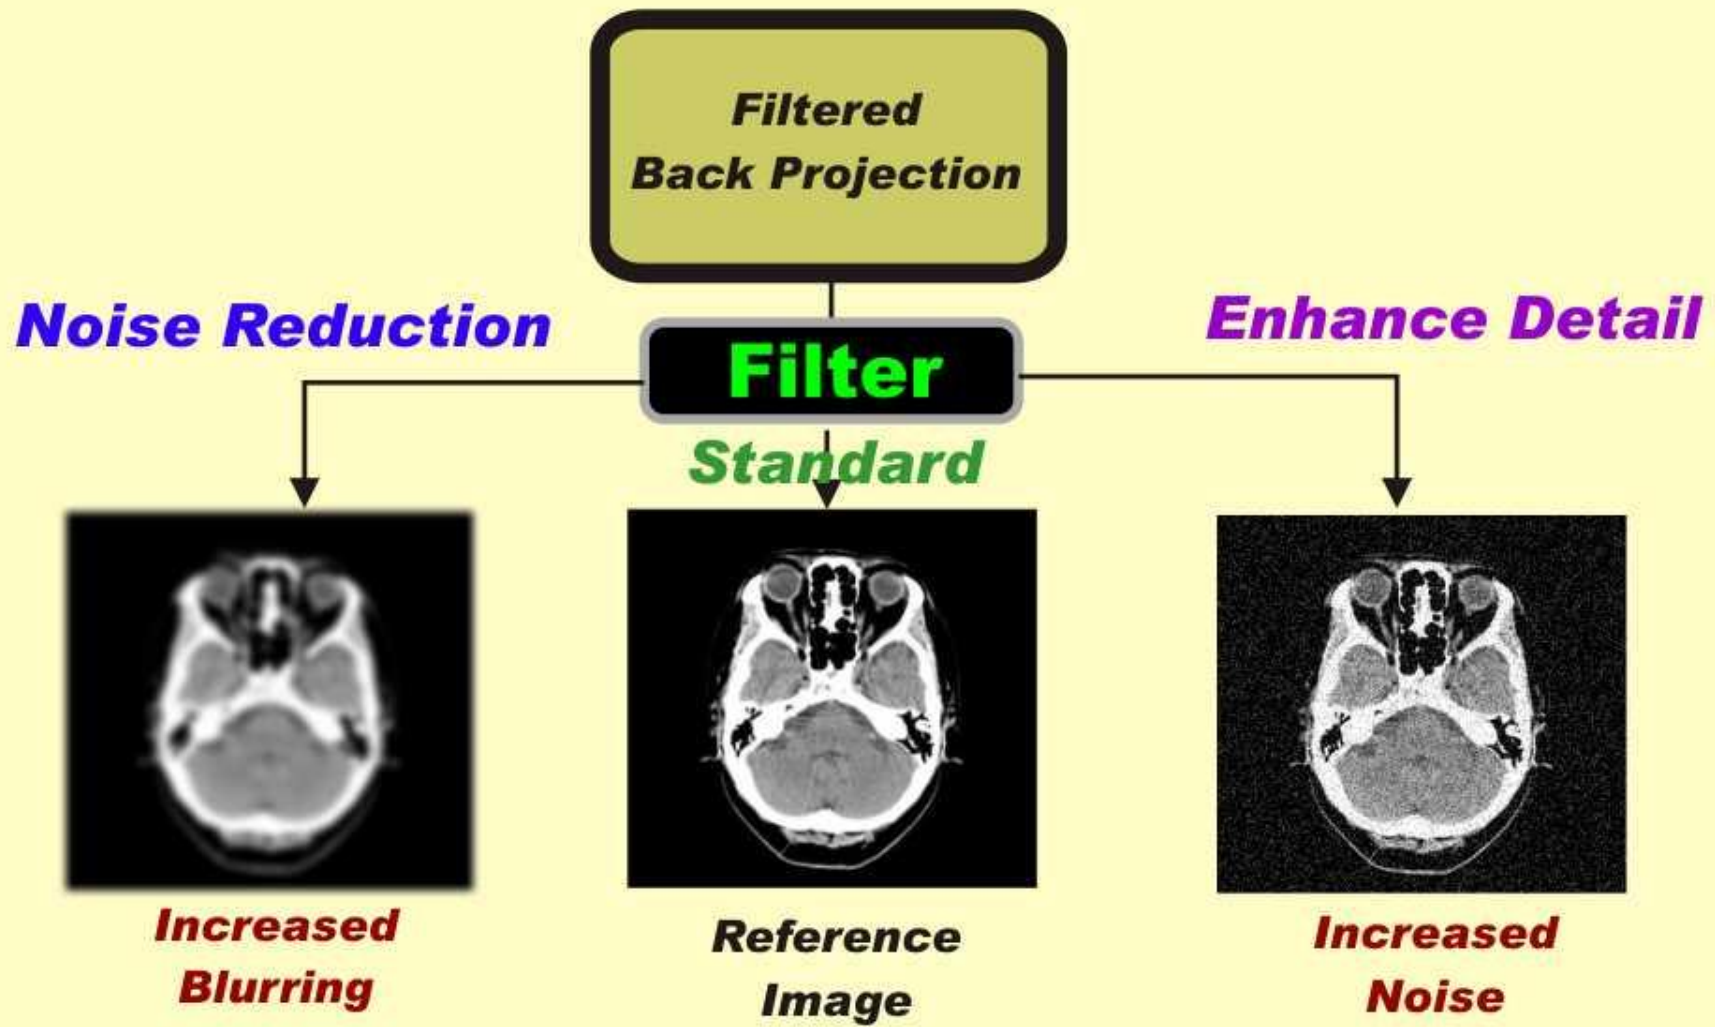 Filtered
Back Projection
Noise Reduction
Enhance Detail
Filter
Standard
Increased
Blurring
Reference
Image
Increased
Noise